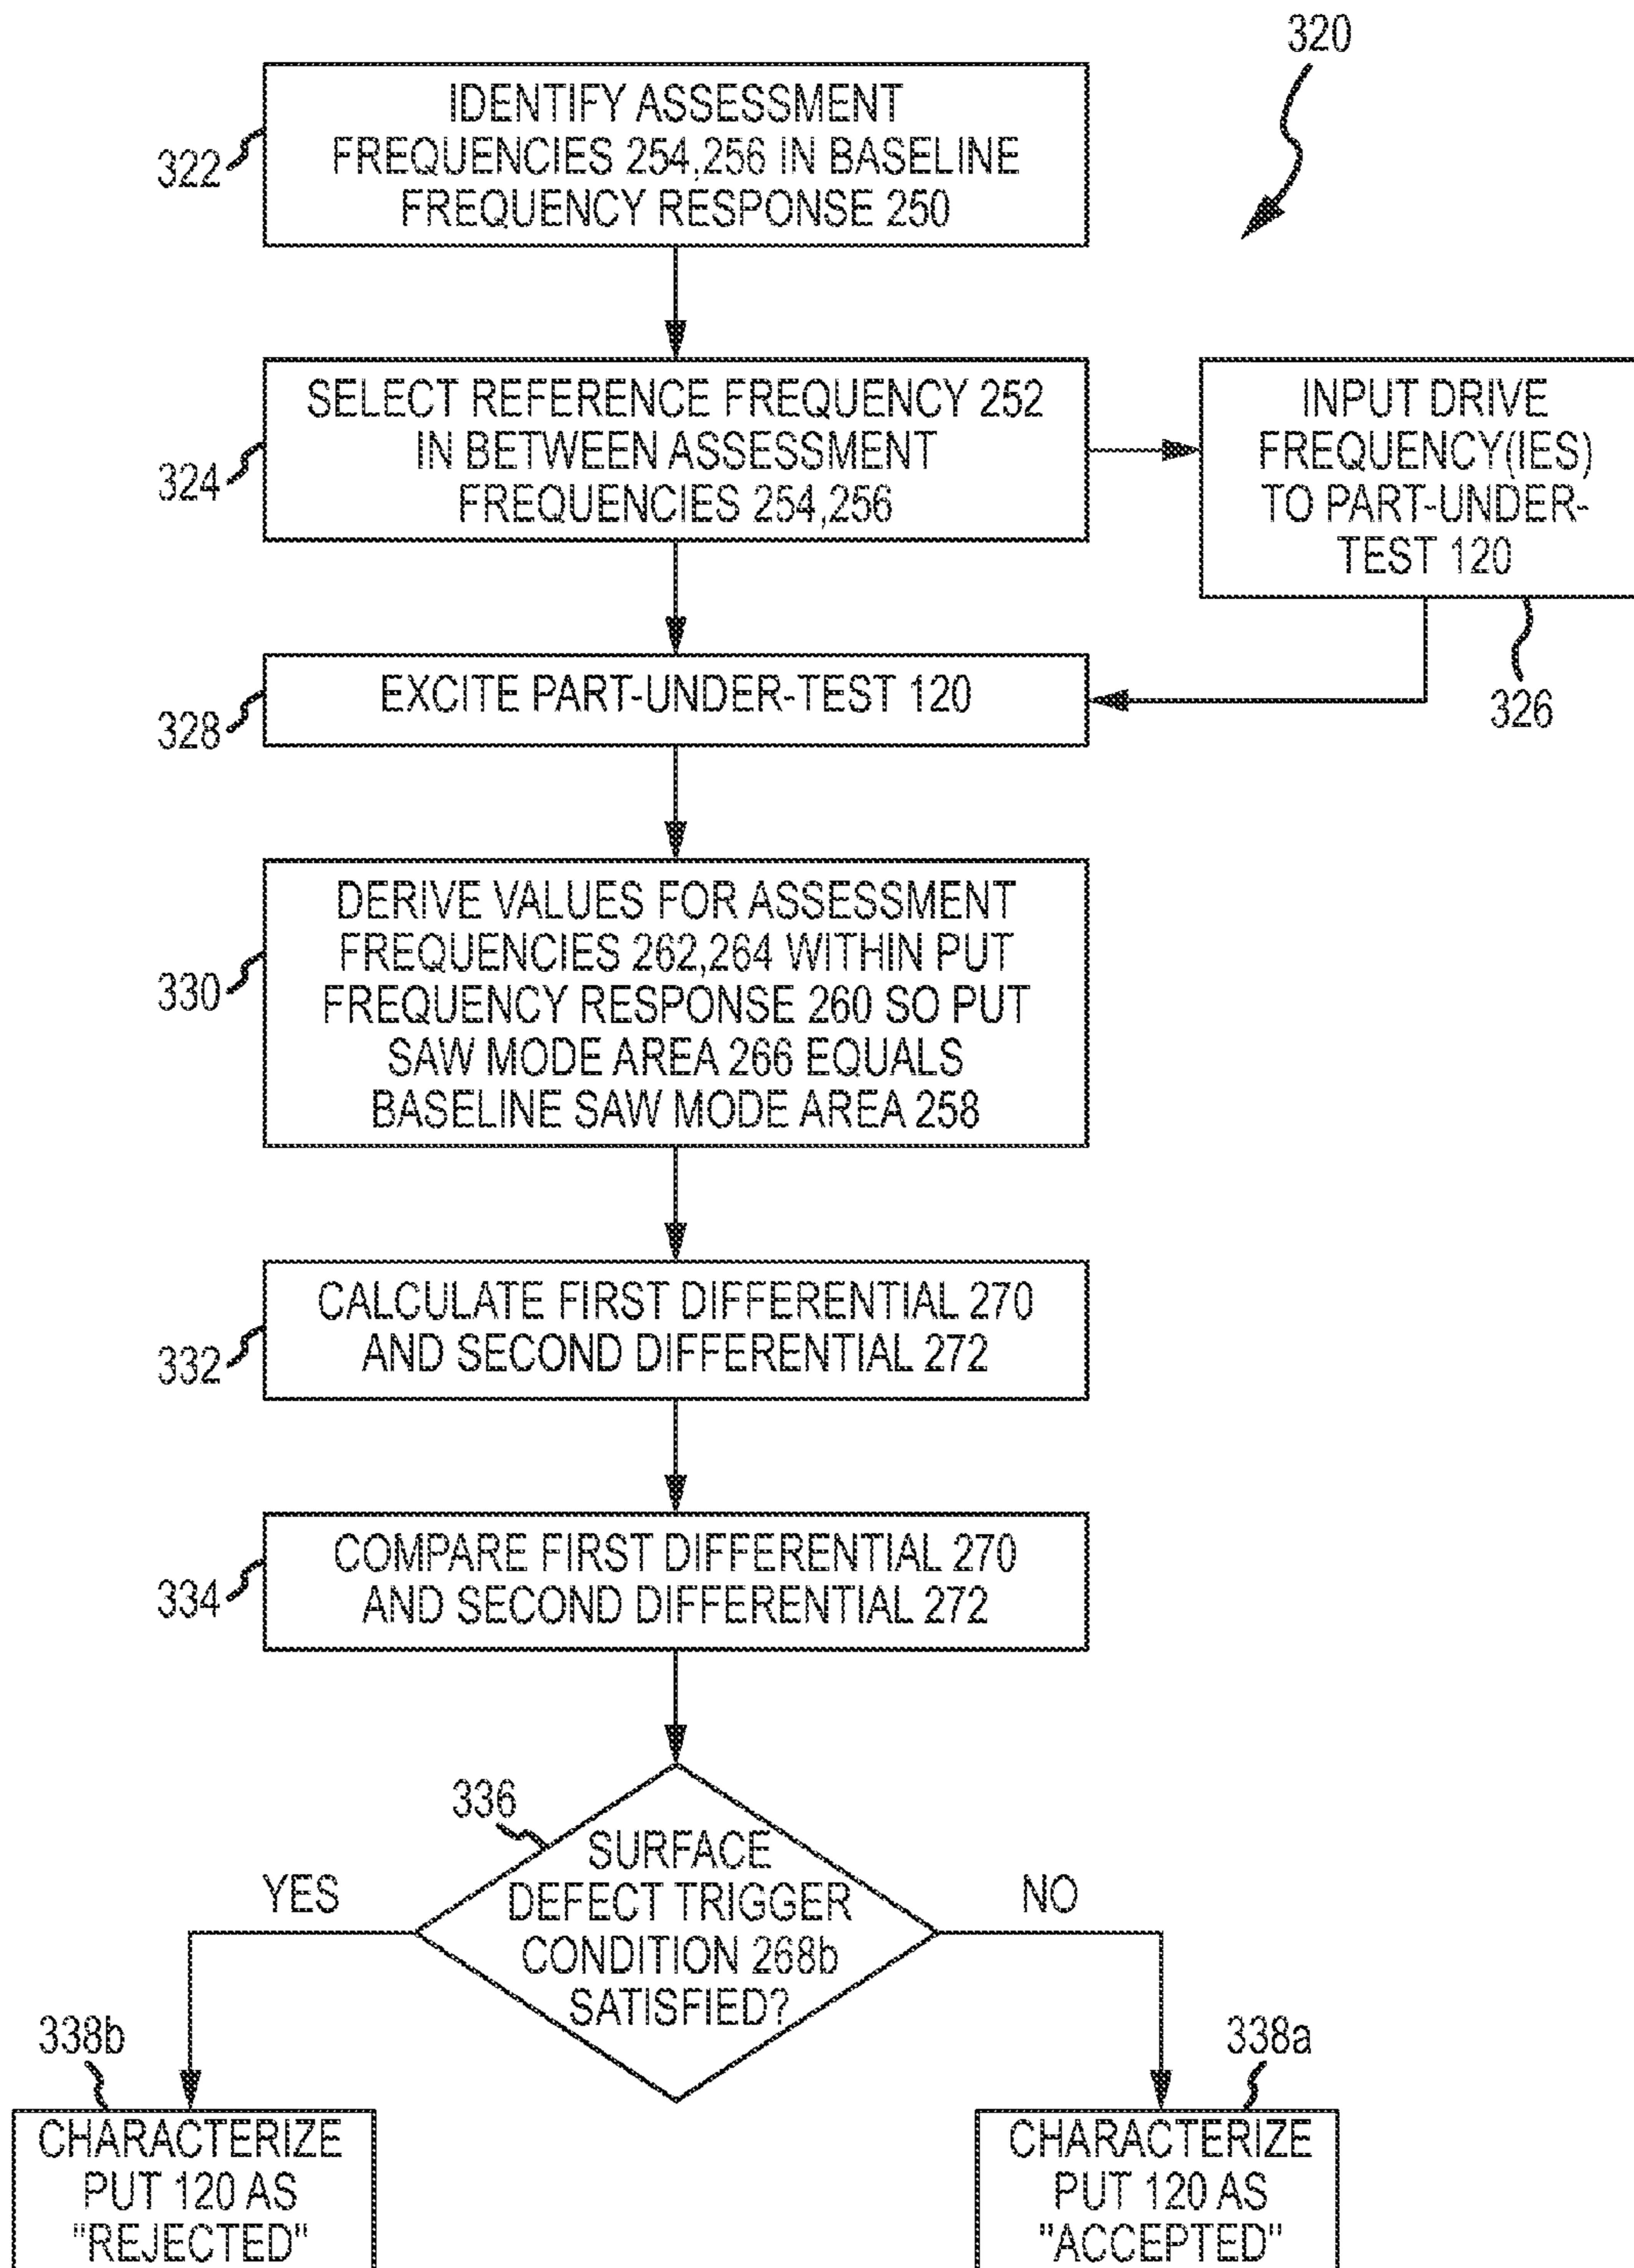 320
IDENTIFY ASSESSMENT
FREQUENCIES 254,256 IN BASELINE
FREQUENCY RESPONSE 250
322
SELECT REFERENCE FREQUENCY 252
IN BETWEEN ASSESSMENT
FREQUENCIES 254,256
324
INPUT DRIVE
FREQUENCY(IES)
TO PART-UNDER-
TEST 120
326
EXCITE PART-UNDER-TEST 120
328
DERIVE VALUES FOR ASSESSMENT
FREQUENCIES 262,264 WITHIN PUT
FREQUENCY RESPONSE 260 SO PUT
SAW MODE AREA 266 EQUALS
BASELINE SAW MODE AREA 258
330
CALCULATE FIRST DIFFERENTIAL 270
AND SECOND DIFFERENTIAL 272
332
COMPARE FIRST DIFFERENTIAL 270
AND SECOND DIFFERENTIAL 272
334
336
SURFACE
DEFECT TRIGGER
CONDITION 268b
SATISFIED?
YES
NO
338b
CHARACTERIZE
PUT 120 AS
"REJECTED"
338a
CHARACTERIZE
PUT 120 AS
"ACCEPTED"